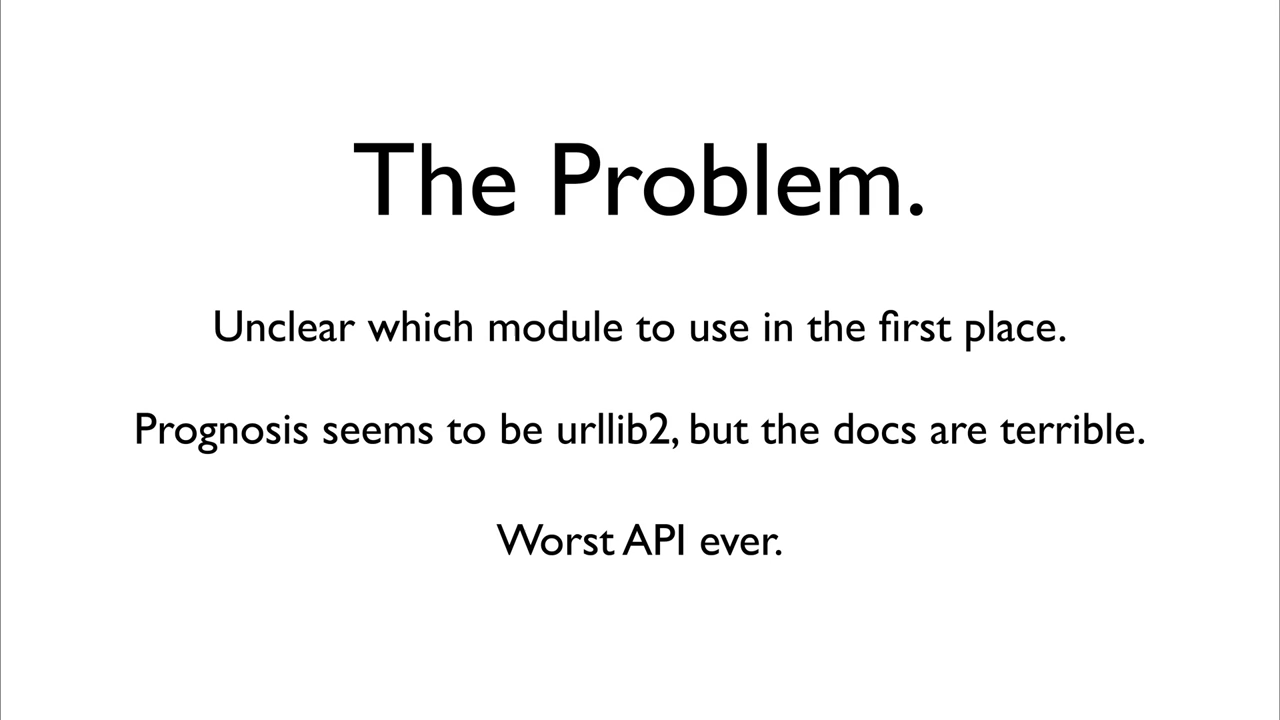 The Problem.
Unclear which module to use in the first place.
Prognosis seems to be urllib2, but the docs are terrible.
Worst API ever.